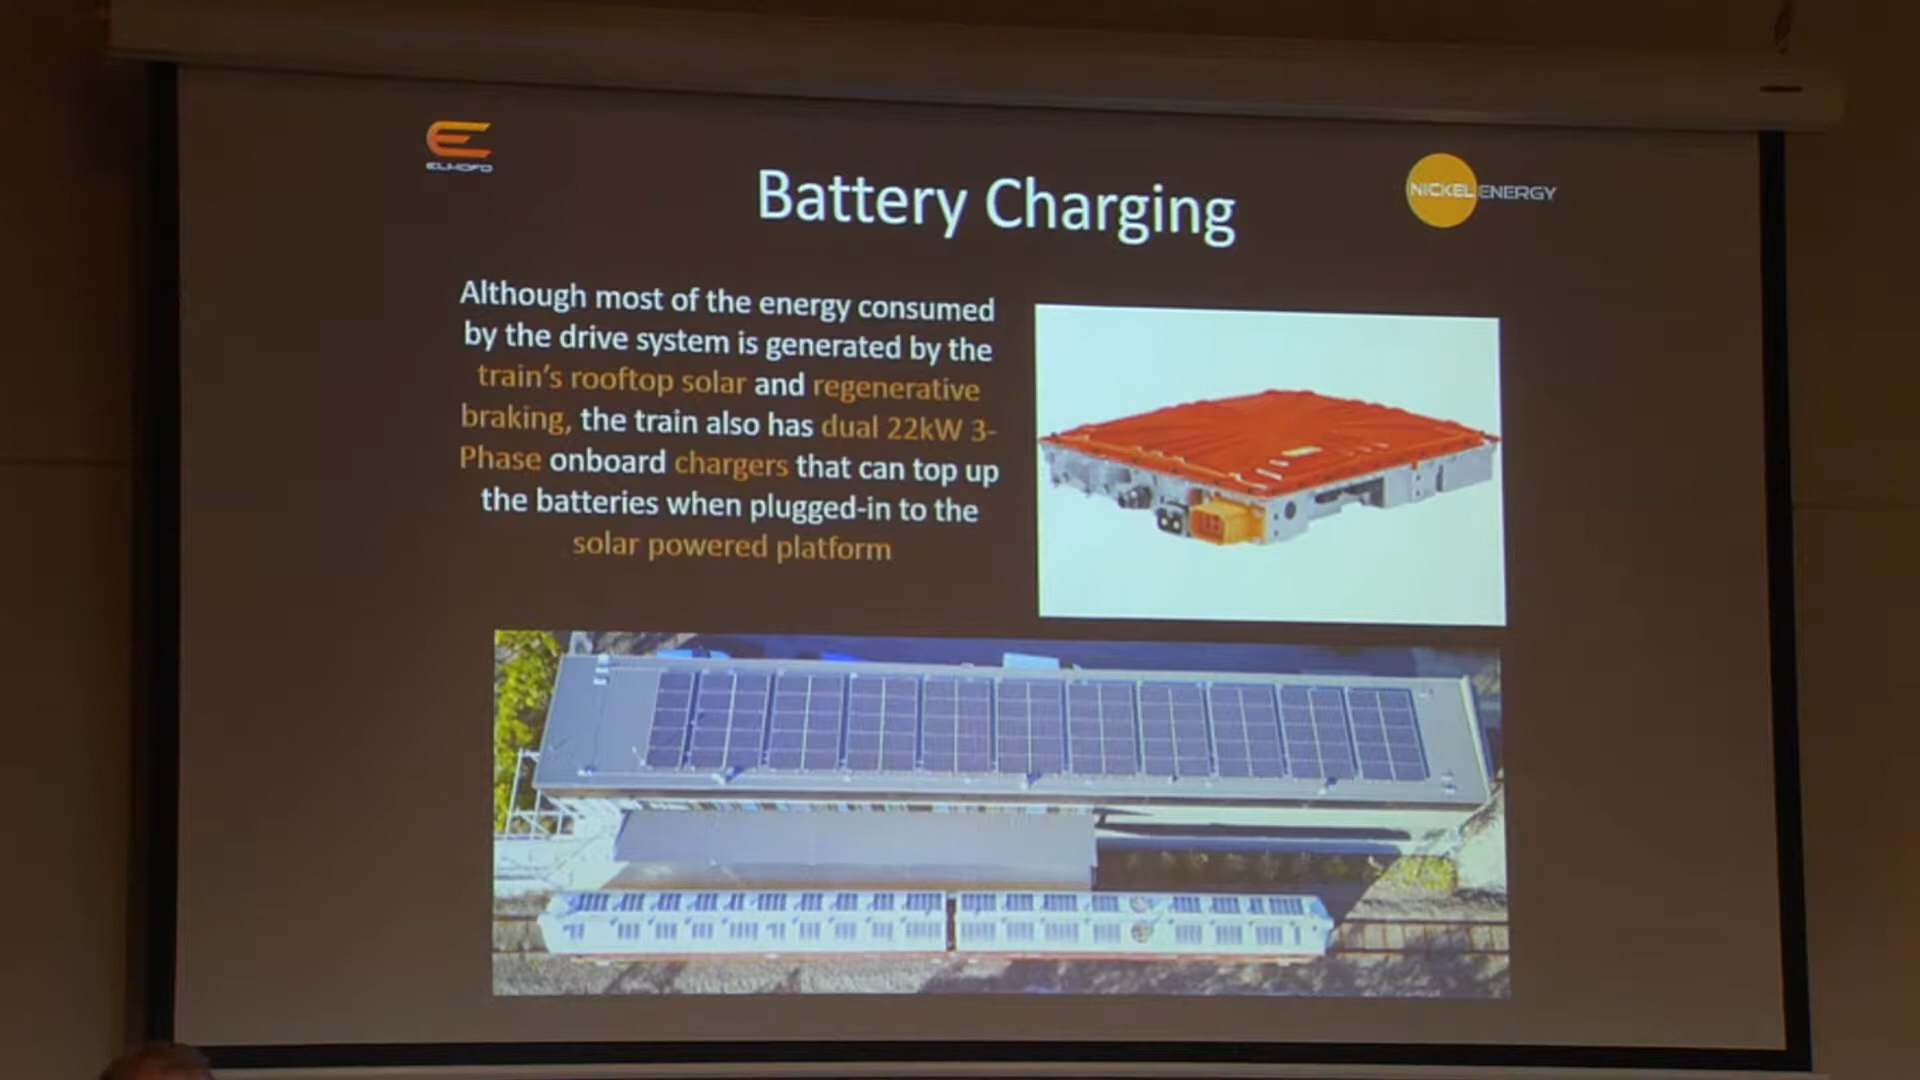 ELMOFO
Battery Charging
NICKEL ENERGY
Although most of the energy consumed
by the drive system is generated by the
train's rooftop solar and regenerative
braking, the train also has dual 22kW 3-
Phase onboard chargers that can top up
the batteries when plugged-in to the
solar powered platform